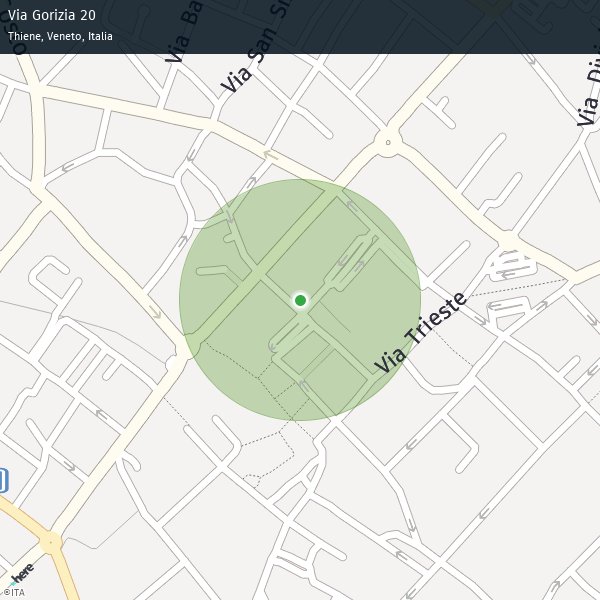 Via Gorizia 20
Thiene, Veneto, Italia
Via Ba
Via San Si
Via Di
Via Trieste
here
©ITA